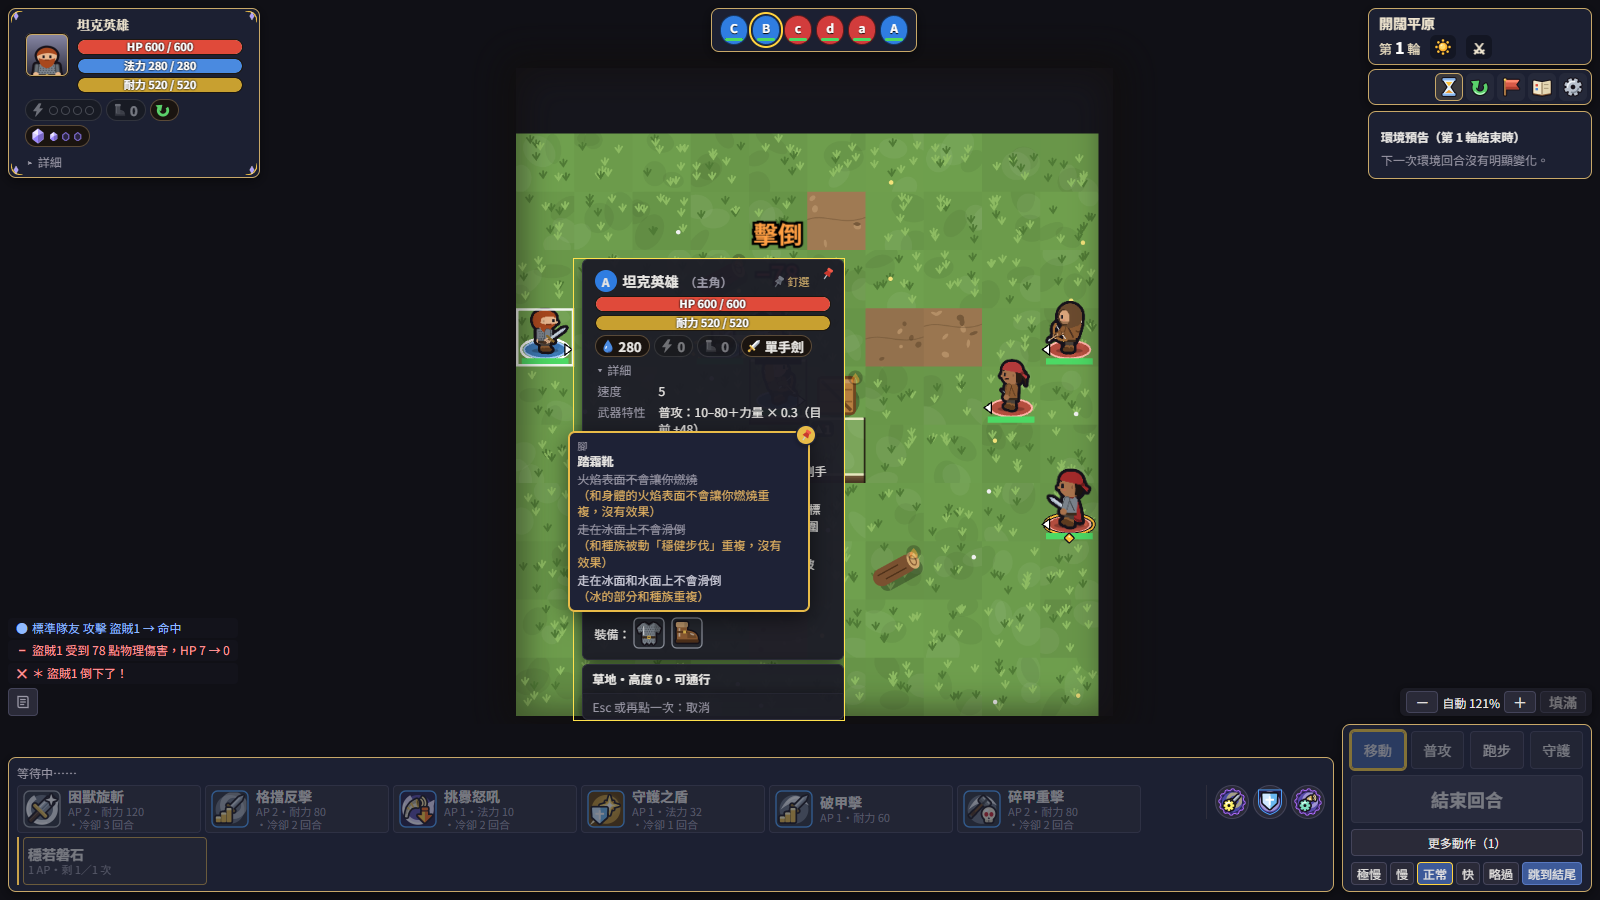 坦克英雄
HP 600 / 600
法力 280 / 280
耐力 520 / 520
0
▸ 詳細
C
B
c
d
a
A
開闊平原
第 1 輪
環境預告（第 1 輪結束時）
下一次環境回合沒有明顯變化。
擊倒
A 坦克英雄 （主角）
釘選
HP 600 / 600
耐力 520 / 520
280
0
0
單手劍
▾ 詳細
速度 5
武器特性 普攻：10–80＋力量 × 0.3（目
前 +48）
腳
踏霜靴
火焰表面不會讓你燃燒
（和身體的火焰表面不會讓你燃燒重
複，沒有效果）
走在冰面上不會滑倒
（和種族被動「穩健步伐」重複，沒有
效果）
走在冰面和水面上不會滑倒
（冰的部分和種族重複）
裝備：
草地・高度 0・可通行
Esc 或再點一次：取消
標準隊友 攻擊 盜賊1 → 命中
− 盜賊1 受到 78 點物理傷害，HP 7 → 0
盜賊1 倒下了！
− 自動 121% + 填滿
等待中⋯⋯
困獸旋斬
AP 2・耐力 120
・冷卻 3 回合
格擋反擊
AP 2・耐力 80
・冷卻 2 回合
挑釁怒吼
AP 1・法力 10
・冷卻 2 回合
守護之盾
AP 1・法力 32
・冷卻 1 回合
破甲擊
AP 1・耐力 60
碎甲重擊
AP 2・耐力 80
・冷卻 2 回合
穩若磐石
1 AP・剩 1／1 次
移動
普攻
跑步
守護
結束回合
更多動作（1）
極慢
慢
正常
快
略過
跳到結尾